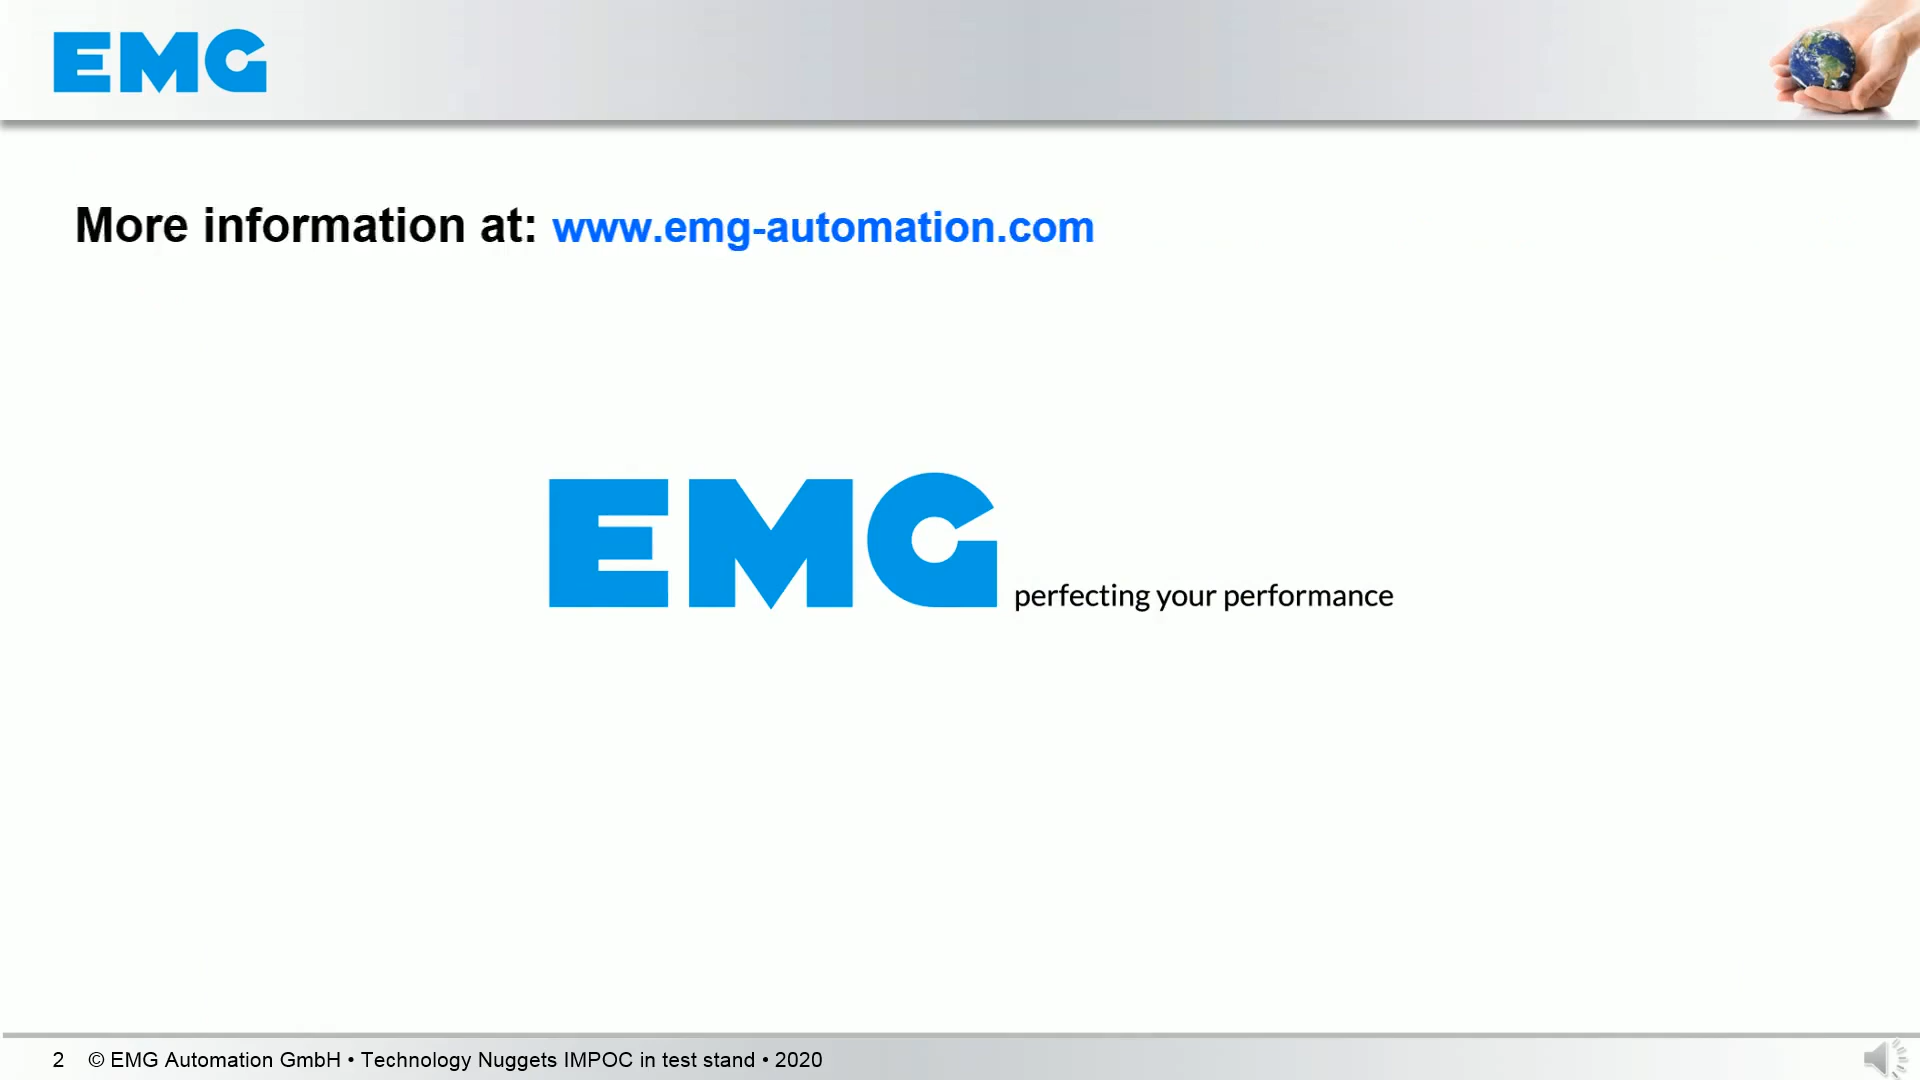 EMG
More information at: www.emg-automation.com
EMG perfecting your performance
2 © EMG Automation GmbH • Technology Nuggets IMPOC in test stand • 2020